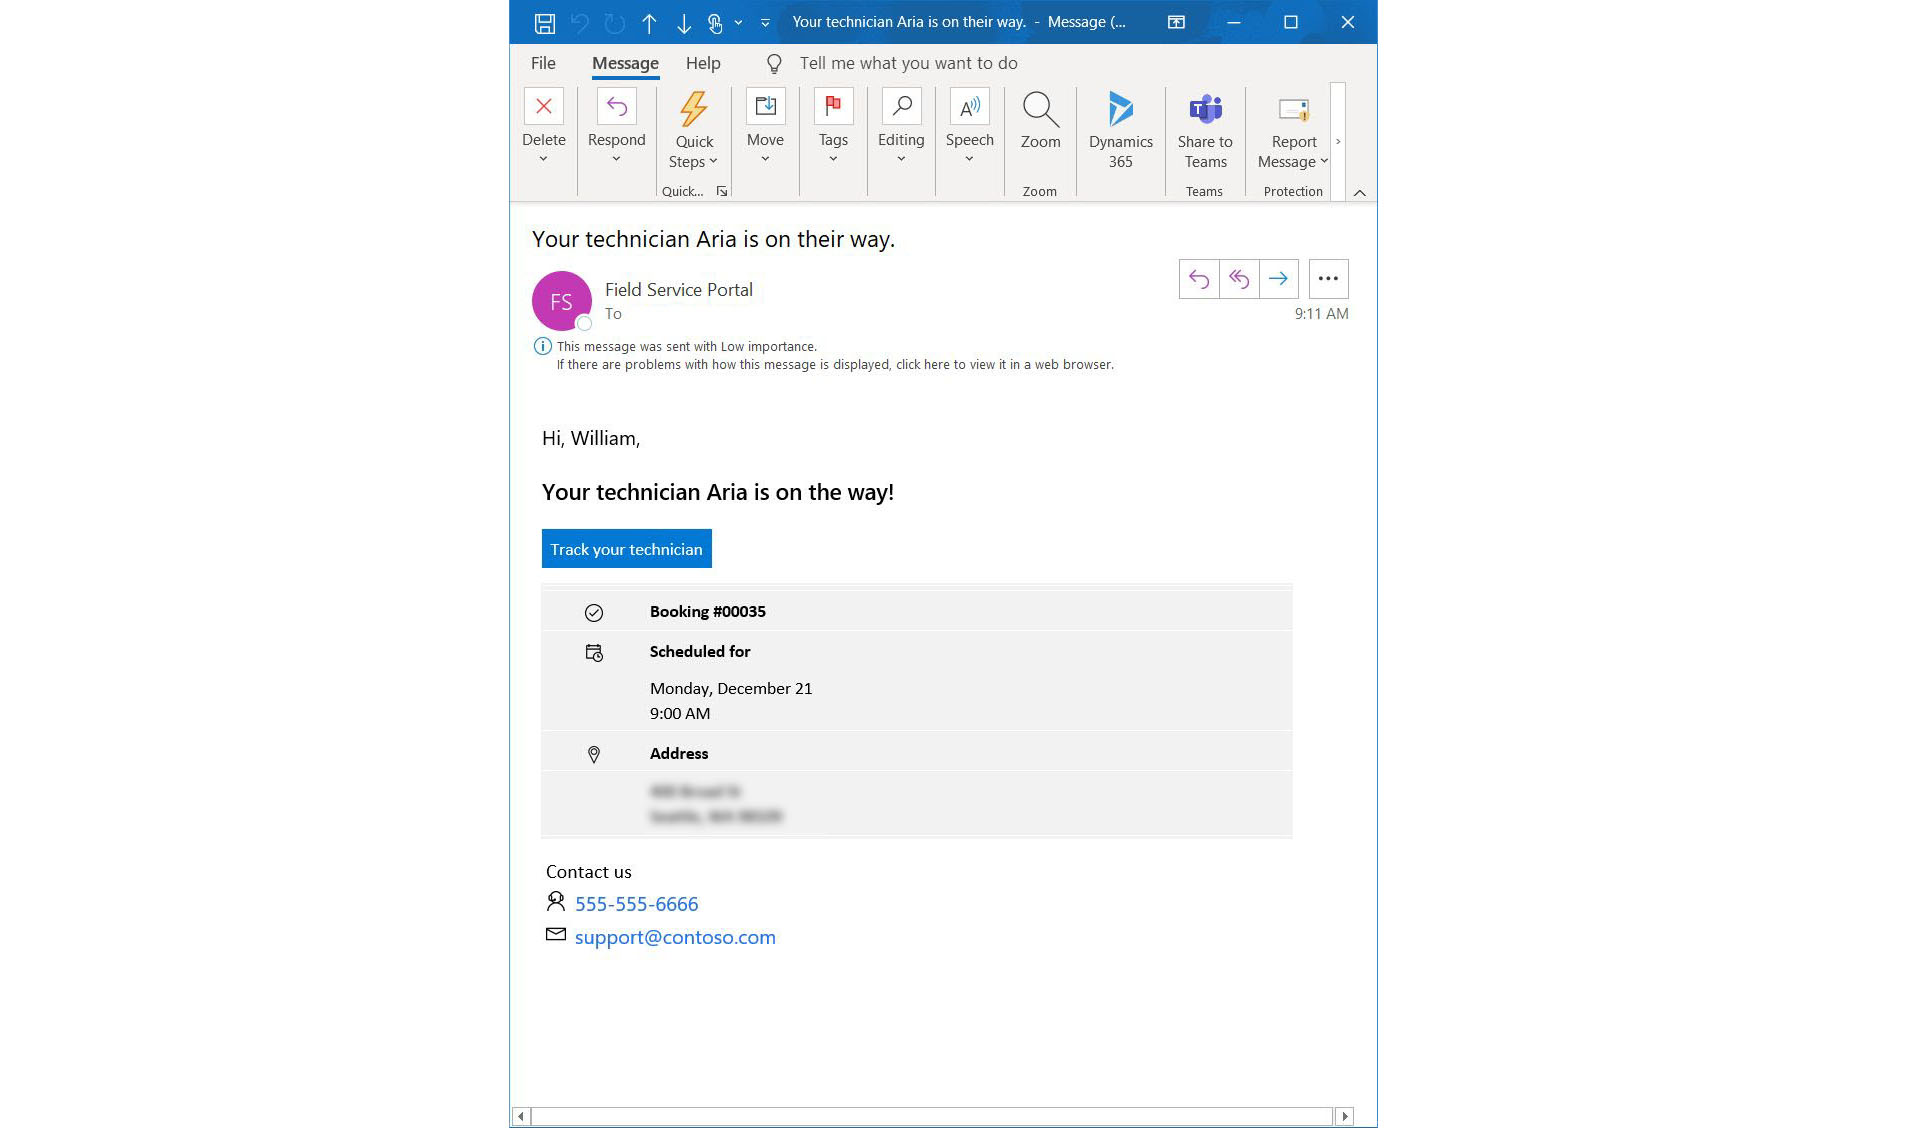 Your technician Aria is on their way. - Message (...
File Message Help Tell me what you want to do
Delete Respond Quick Steps Move Tags Editing Speech Zoom Dynamics 365 Share to Teams Report Message
Quick... Zoom Teams Protection
Your technician Aria is on their way.
FS
Field Service Portal
To
9:11 AM
This message was sent with Low importance.
If there are problems with how this message is displayed, click here to view it in a web browser.
Hi, William,
Your technician Aria is on the way!
Track your technician
Booking #00035
Scheduled for
Monday, December 21
9:00 AM
Address
Contact us
555-555-6666
support@contoso.com